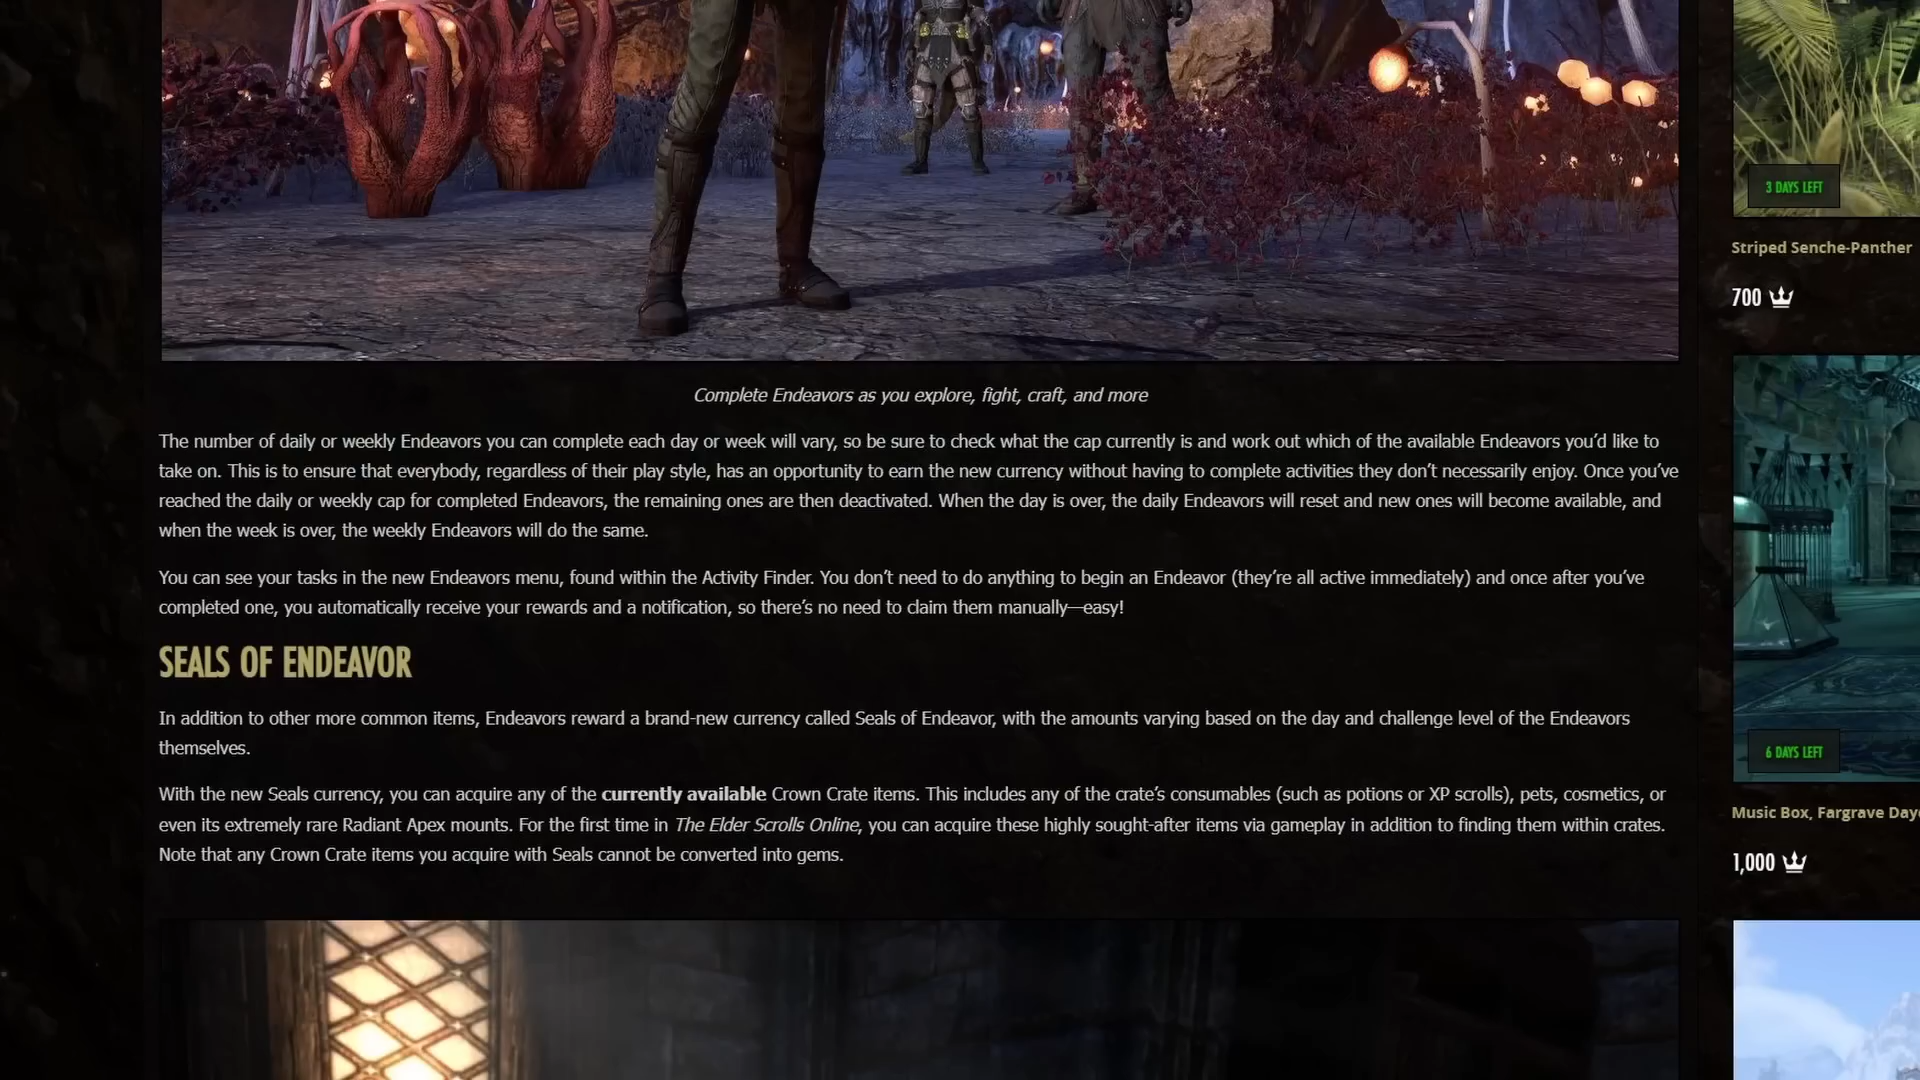 3 DAYS LEFT
Striped Senche-Panther
700
Complete Endeavors as you explore, fight, craft, and more
The number of daily or weekly Endeavors you can complete each day or week will vary, so be sure to check what the cap currently is and work out which of the available Endeavors you’d like to
take on. This is to ensure that everybody, regardless of their play style, has an opportunity to earn the new currency without having to complete activities they don’t necessarily enjoy. Once you’ve
reached the daily or weekly cap for completed Endeavors, the remaining ones are then deactivated. When the day is over, the daily Endeavors will reset and new ones will become available, and
when the week is over, the weekly Endeavors will do the same.
You can see your tasks in the new Endeavors menu, found within the Activity Finder. You don’t need to do anything to begin an Endeavor (they’re all active immediately) and once after you’ve
completed one, you automatically receive your rewards and a notification, so there’s no need to claim them manually—easy!
SEALS OF ENDEAVOR
In addition to other more common items, Endeavors reward a brand-new currency called Seals of Endeavor, with the amounts varying based on the day and challenge level of the Endeavors
themselves.
With the new Seals currency, you can acquire any of the currently available Crown Crate items. This includes any of the crate’s consumables (such as potions or XP scrolls), pets, cosmetics, or
even its extremely rare Radiant Apex mounts. For the first time in The Elder Scrolls Online, you can acquire these highly sought-after items via gameplay in addition to finding them within crates.
Note that any Crown Crate items you acquire with Seals cannot be converted into gems.
6 DAYS LEFT
Music Box, Fargrave
1,000